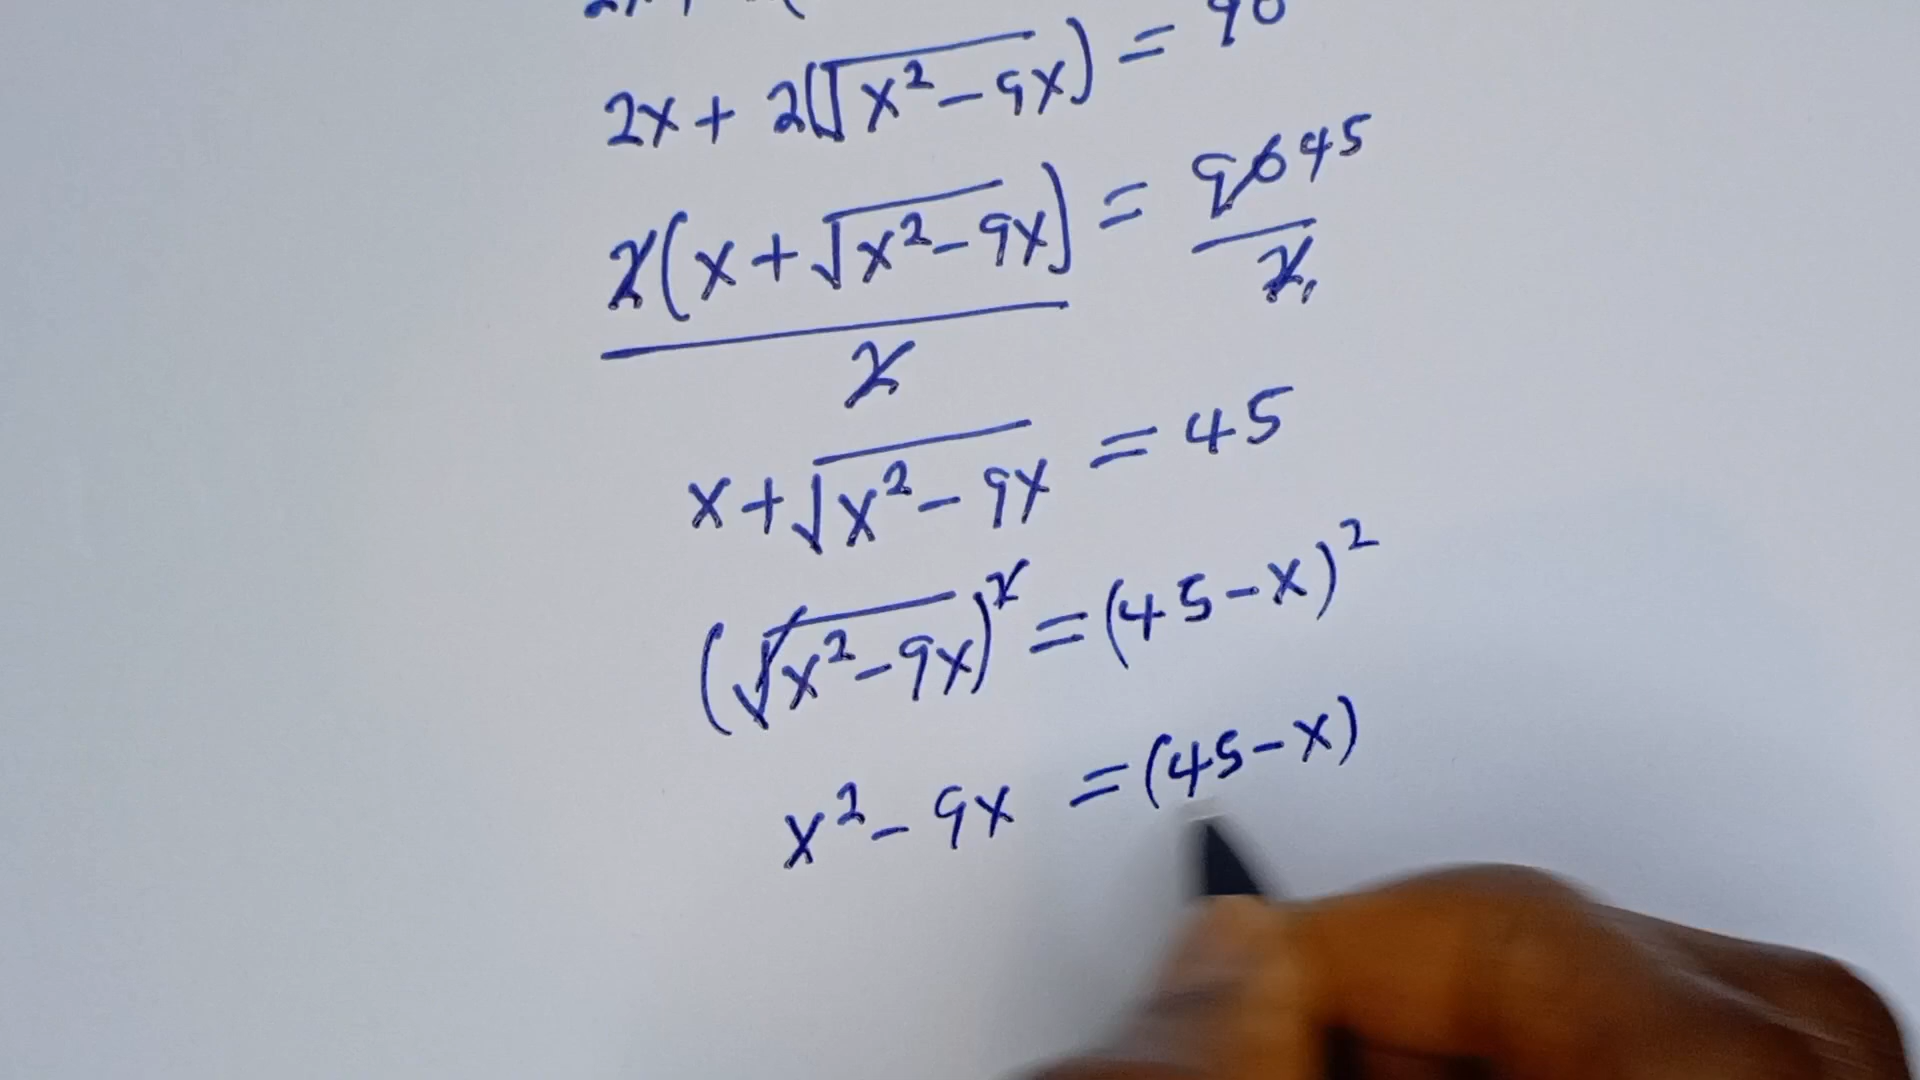 2x + 2(√(x² - 9x)) = 90
2(x + √(x² - 9x)) / 2 = 90 45 / 2 1
x + √(x² - 9x) = 45
(√(x² - 9x))² = (45 - x)²
x² - 9x = (45 - x)